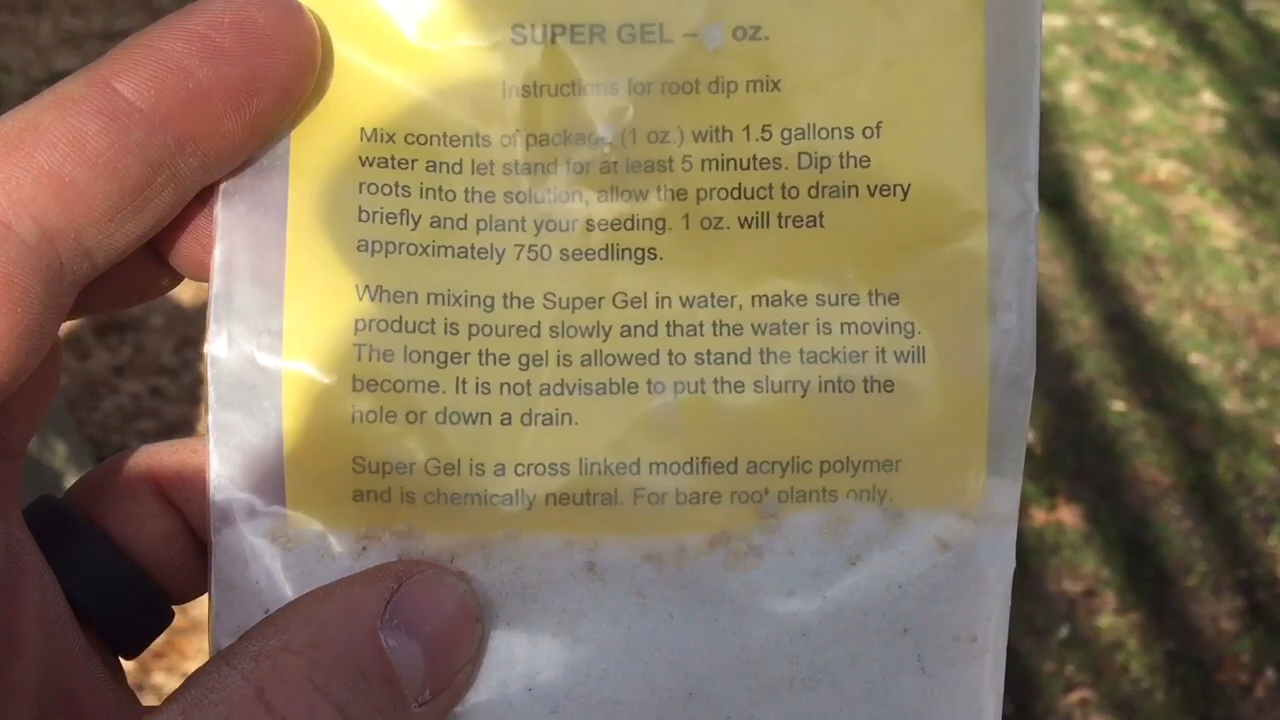 SUPER GEL – oz.
Instructions for root dip mix
Mix contents of package (1 oz.) with 1.5 gallons of
water and let stand for at least 5 minutes. Dip the
roots into the solution, allow the product to drain very
briefly and plant your seeding. 1 oz. will treat
approximately 750 seedlings.
When mixing the Super Gel in water, make sure the
product is poured slowly and that the water is moving.
The longer the gel is allowed to stand the tackier it will
become. It is not advisable to put the slurry into the
hole or down a drain.
Super Gel is a cross linked modified acrylic polymer
and is chemically neutral. For bare root plants only.